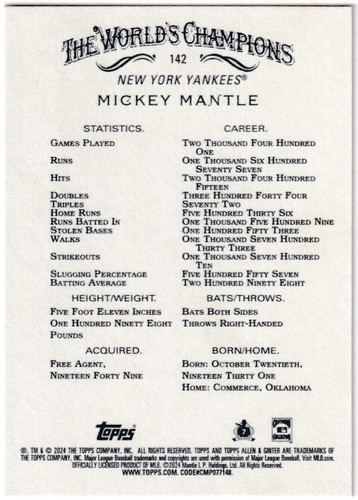 THE WORLD'S CHAMPIONS
142
NEW YORK YANKEES®
MICKEY MANTLE
STATISTICS. CAREER.
GAMES PLAYED TWO THOUSAND FOUR HUNDRED
ONE
RUNS ONE THOUSAND SIX HUNDRED
SEVENTY SEVEN
HITS TWO THOUSAND FOUR HUNDRED
FIFTEEN
DOUBLES THREE HUNDRED FORTY FOUR
TRIPLES SEVENTY TWO
HOME RUNS FIVE HUNDRED THIRTY SIX
RUNS BATTED IN ONE THOUSAND FIVE HUNDRED NINE
STOLEN BASES ONE HUNDRED FIFTY THREE
WALKS ONE THOUSAND SEVEN HUNDRED
THIRTY THREE
STRIKEOUTS ONE THOUSAND SEVEN HUNDRED
TEN
SLUGGING PERCENTAGE FIVE HUNDRED FIFTY SEVEN
BATTING AVERAGE TWO HUNDRED NINETY EIGHT
HEIGHT/WEIGHT. BATS/THROWS.
FIVE FOOT ELEVEN INCHES BATS BOTH SIDES
ONE HUNDRED NINETY EIGHT THROWS RIGHT-HANDED
POUNDS
ACQUIRED. BORN/HOME.
FREE AGENT, BORN: OCTOBER TWENTIETH,
NINETEEN FORTY NINE NINETEEN THIRTY ONE
HOME: COMMERCE, OKLAHOMA
Topps
®, TM & © 2024 THE TOPPS COMPANY, INC. ALL RIGHTS RESERVED. TOPPS AND TOPPS ALLEN & GINTER ARE TRADEMARKS OF
THE TOPPS COMPANY, INC. Major League Baseball trademarks and copyrights are used with permission of Major League Baseball. Visit MLB.com.
OFFICIALLY LICENSED PRODUCT OF MLB. ©2024 Mantle I. P. Holdings, Ltd. All Rights Reserved.
WWW.TOPPS.COM. CODE#CMP077148.